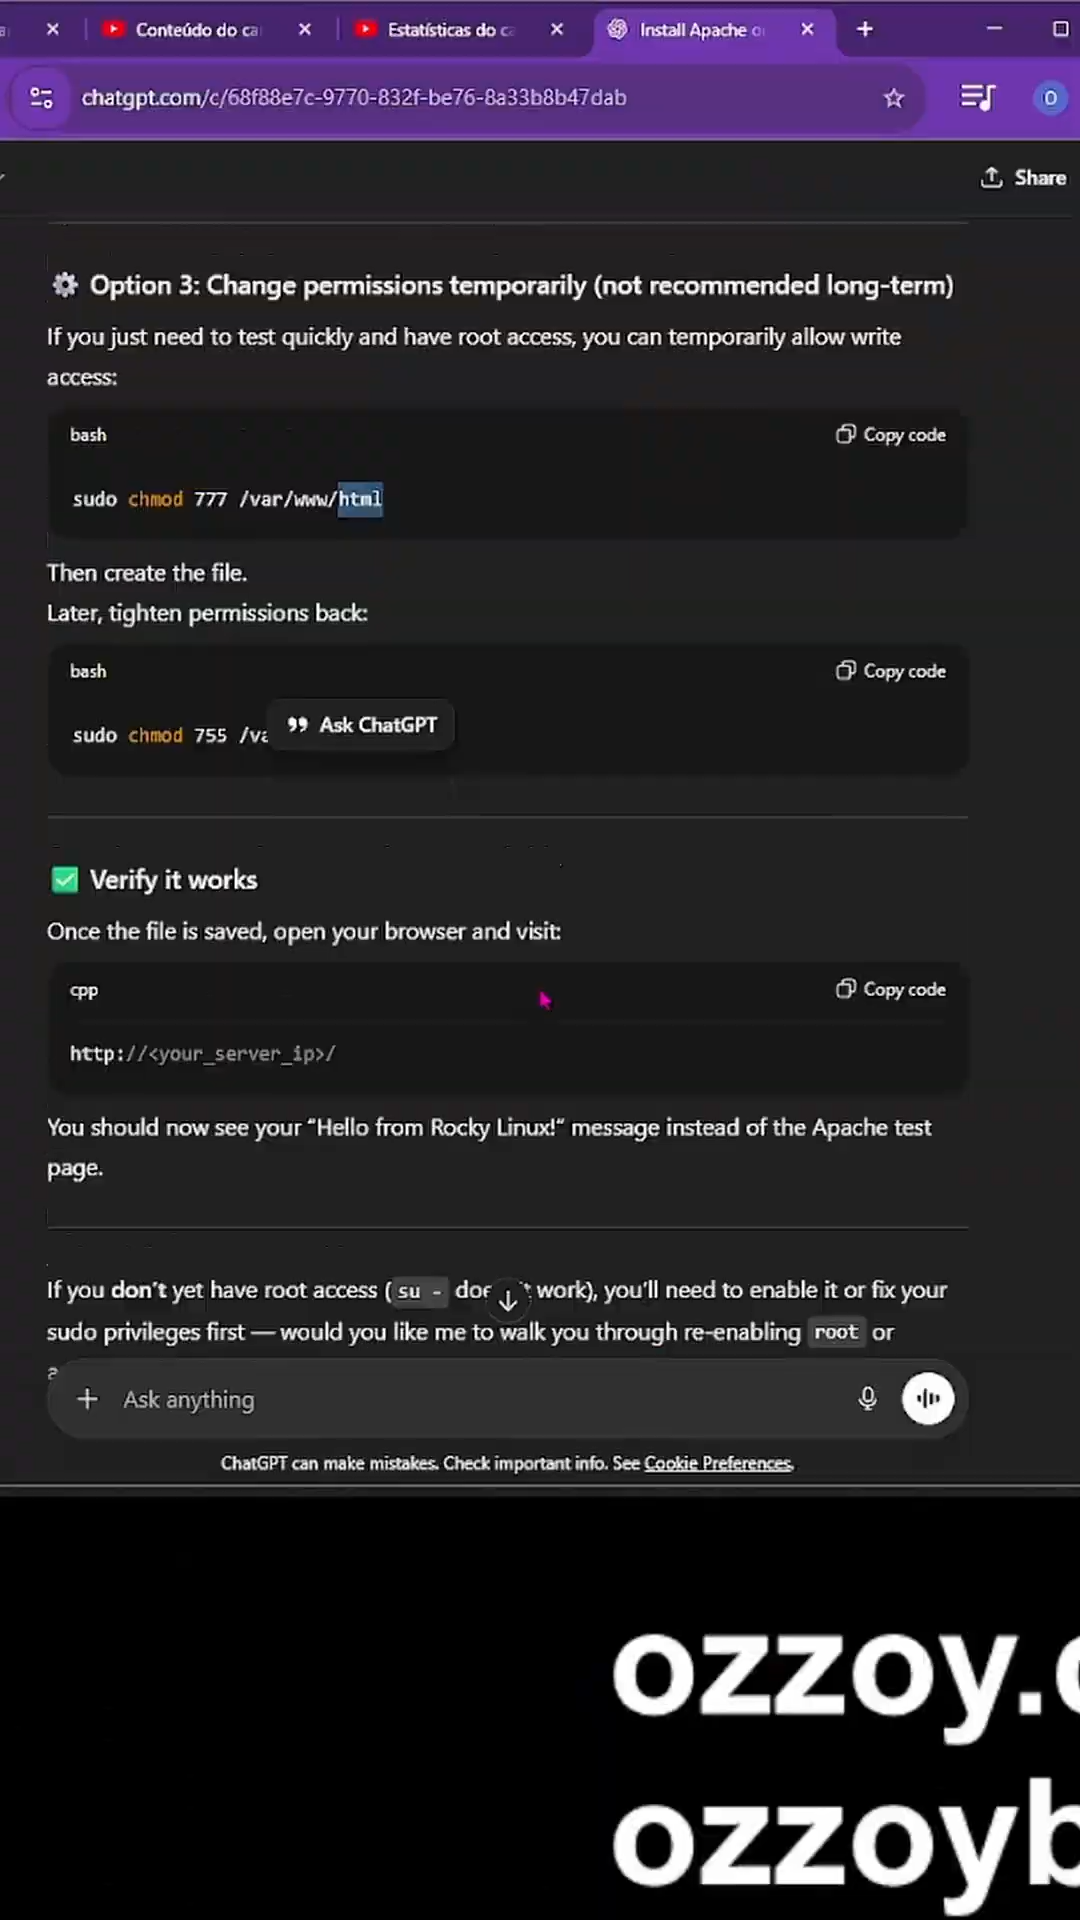 Conteúdo do ca
Estatísticas do c
Install Apache o
chatgpt.com/c/68f88e7c-9770-832f-be76-8a33b8b47dab
O
Share
Option 3: Change permissions temporarily (not recommended long-term)
If you just need to test quickly and have root access, you can temporarily allow write
access:
bash
Copy code
sudo chmod 777 /var/www/html
Then create the file.
Later, tighten permissions back:
bash
Copy code
sudo chmod 755 /va
Ask ChatGPT
Verify it works
Once the file is saved, open your browser and visit:
cpp
Copy code
http://<your_server_ip>/
You should now see your “Hello from Rocky Linux!“ message instead of the Apache test
page.
If you don’t yet have root access (su - doe t work), you’ll need to enable it or fix your
sudo privileges first — would you like me to walk you through re-enabling root or
Ask anything
ChatGPT can make mistakes. Check important info. See Cookie Preferences.
ozzoy.
ozzoyb